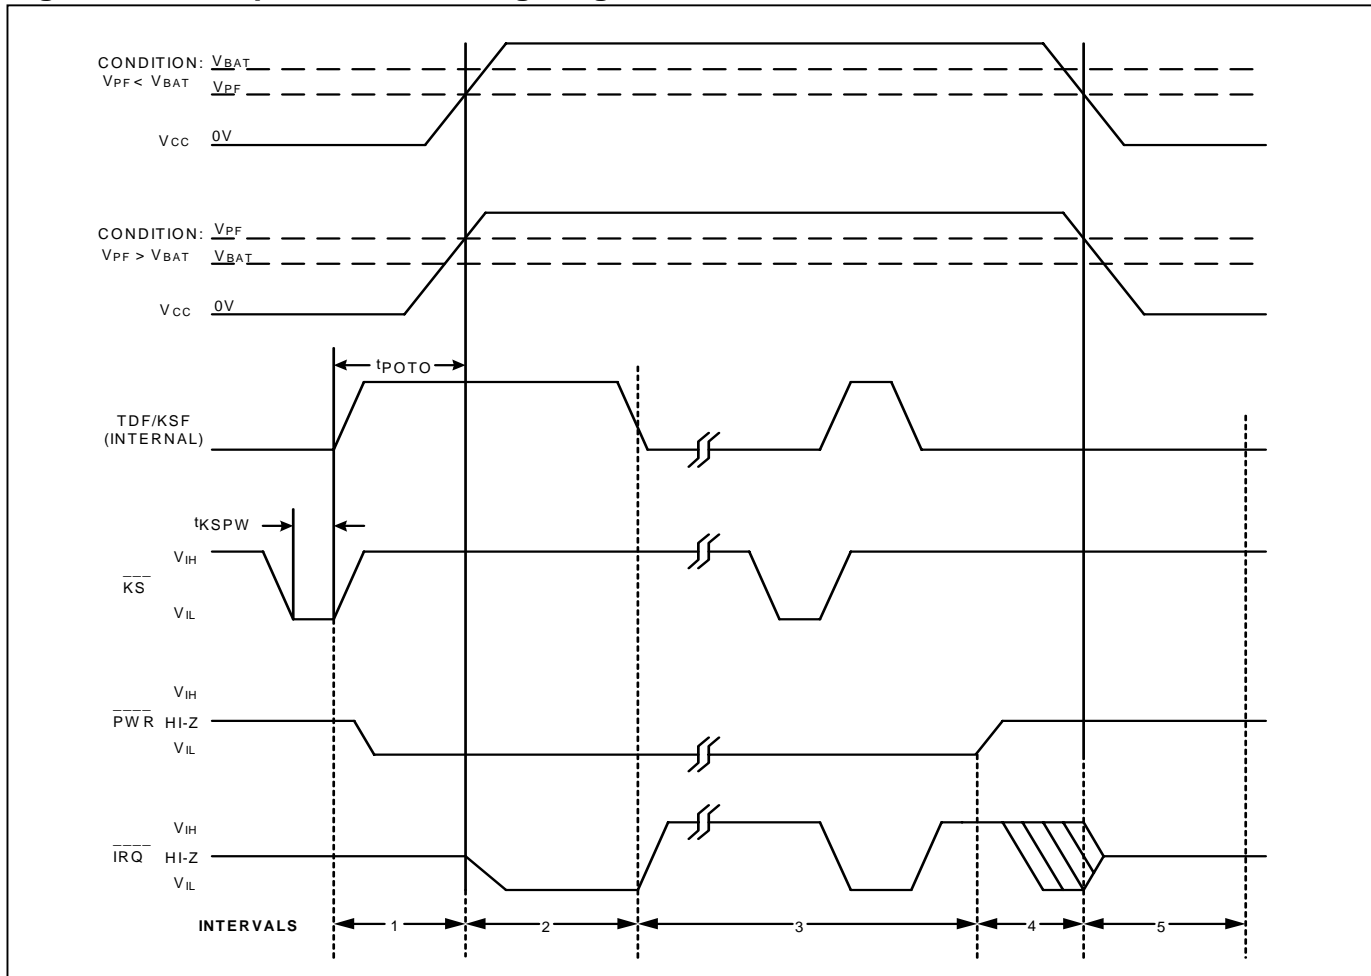 CONDITION: VBAT
VPF < VBAT VPF
VCC 0V
CONDITION: VPF
VPF > VBAT VBAT
VCC 0V
tPOTO
TDF/KSF
(INTERNAL)
tKSPW
VIH
KS
VIL
VIH
PWR HI-Z
VIL
VIH
IRQ HI-Z
VIL
INTERVALS 1 2 3 4 5